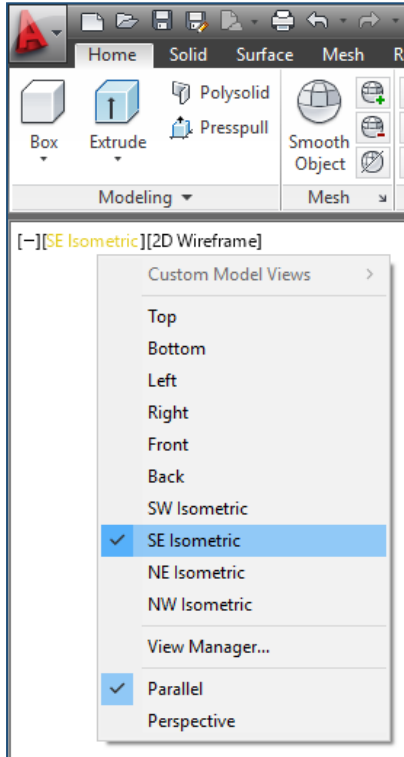 Home Solid Surface Mesh R
Polysolid
Presspull
Box Extrude Smooth Object
Modeling Mesh
[−][SE Isometric][2D Wireframe]
Custom Model Views
Top
Bottom
Left
Right
Front
Back
SW Isometric
SE Isometric
NE Isometric
NW Isometric
View Manager...
Parallel
Perspective